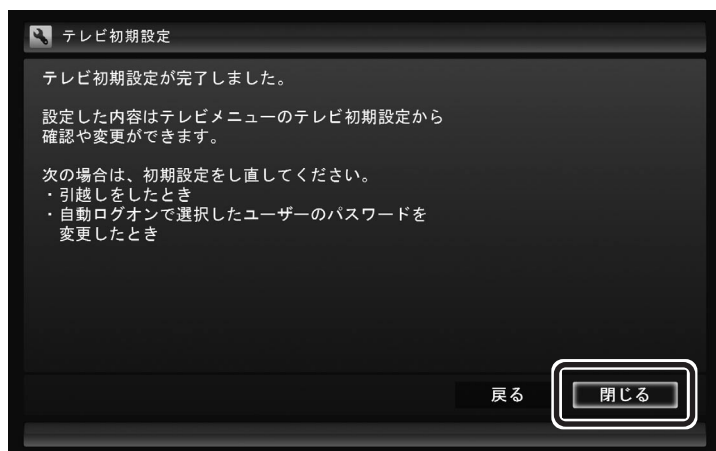 テレビ初期設定
テレビ初期設定が完了しました。
設定した内容はテレビメニューのテレビ初期設定から
確認や変更ができます。
次の場合は、初期設定をし直してください。
・引越しをしたとき
・自動ログオンで選択したユーザーのパスワードを
変更したとき
戻る 閉じる